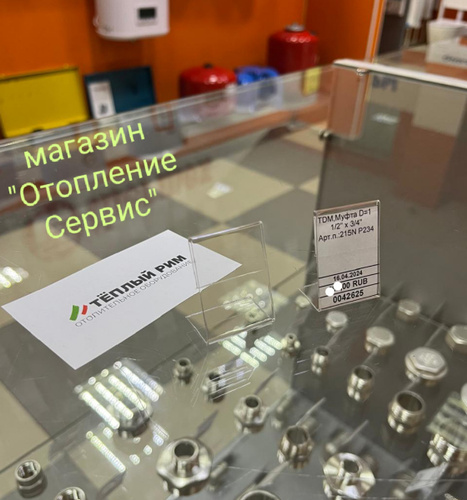 магазин
"Отопление
Сервис"
ТЁПЛЫЙ РИМ
ОТОПИТЕЛЬНОЕ ОБОРУДОВАНИЕ
TDM.Муфта D=1
1/2" x 3/4"
Арт.п.:215N P234
16.04.2024
00 RUB
0042625